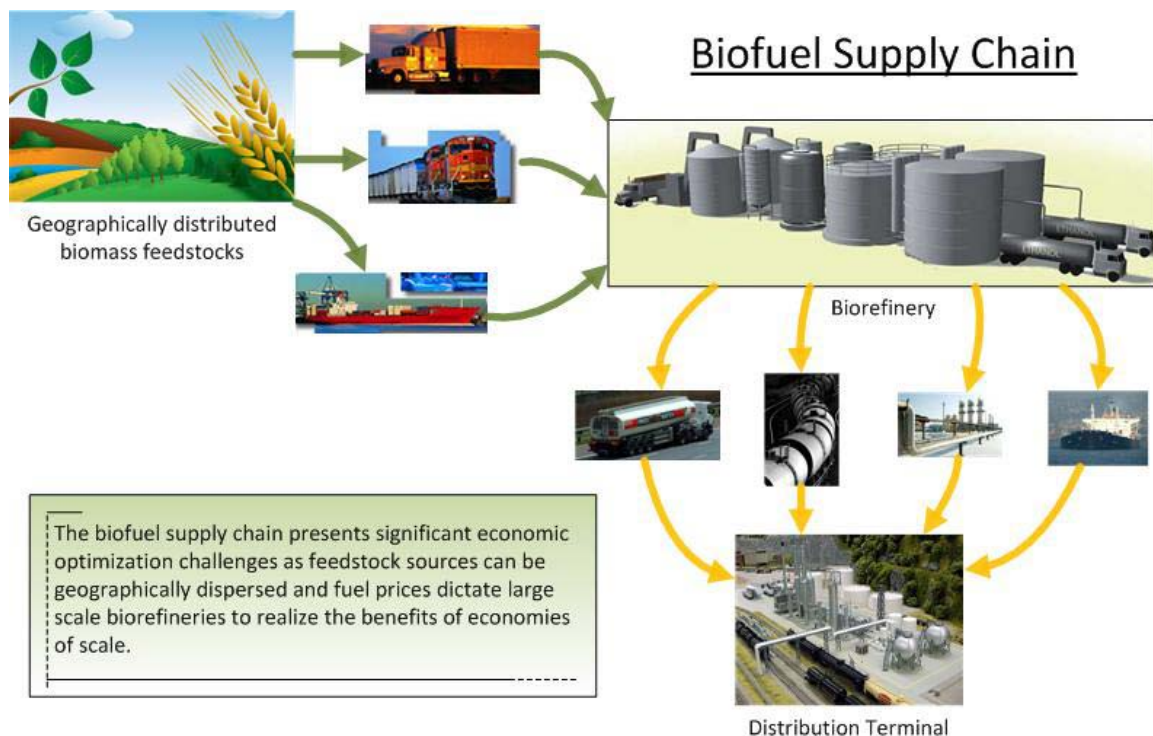 Biofuel Supply Chain
Geographically distributed
biomass feedstocks
ETHANOL
ETHANOL
Biorefinery
The biofuel supply chain presents significant economic
optimization challenges as feedstock sources can be
geographically dispersed and fuel prices dictate large
scale biorefineries to realize the benefits of economies
of scale.
Distribution Terminal